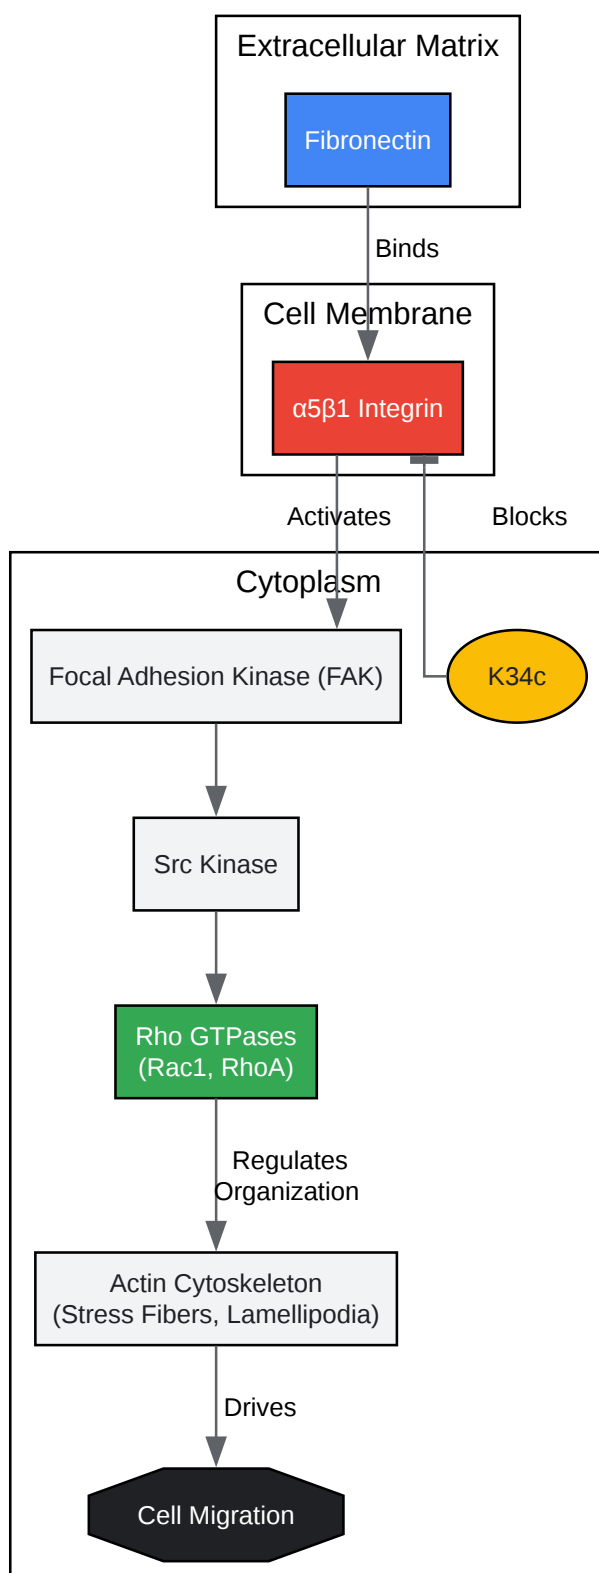 Extracellular Matrix
Fibronectin
Binds
Cell Membrane
α5β1 Integrin
Activates
Blocks
Cytoplasm
Focal Adhesion Kinase (FAK)
K34c
Src Kinase
Rho GTPases
(Rac1, RhoA)
Regulates
Organization
Actin Cytoskeleton
(Stress Fibers, Lamellipodia)
Drives
Cell Migration